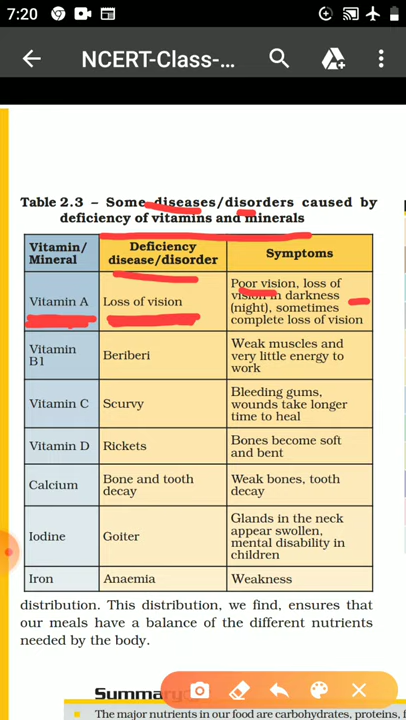 7:20
NCERT-Class-...
Table 2.3 – Some diseases/disorders caused by
deficiency of vitamins and minerals
Vitamin/
Mineral
Deficiency
disease/disorder
Symptoms
Vitamin A
Loss of vision
Poor vision, loss of
vision in darkness
(night), sometimes
complete loss of vision
Vitamin
B1
Beriberi
Weak muscles and
very little energy to
work
Vitamin C
Scurvy
Bleeding gums,
wounds take longer
time to heal
Vitamin D
Rickets
Bones become soft
and bent
Calcium
Bone and tooth
decay
Weak bones, tooth
decay
Iodine
Goiter
Glands in the neck
appear swollen,
mental disability in
children
Iron
Anaemia
Weakness
distribution. This distribution, we find, ensures that
our meals have a balance of the different nutrients
needed by the body.
Summary
The major nutrients in our food are carbohydrates, proteins,